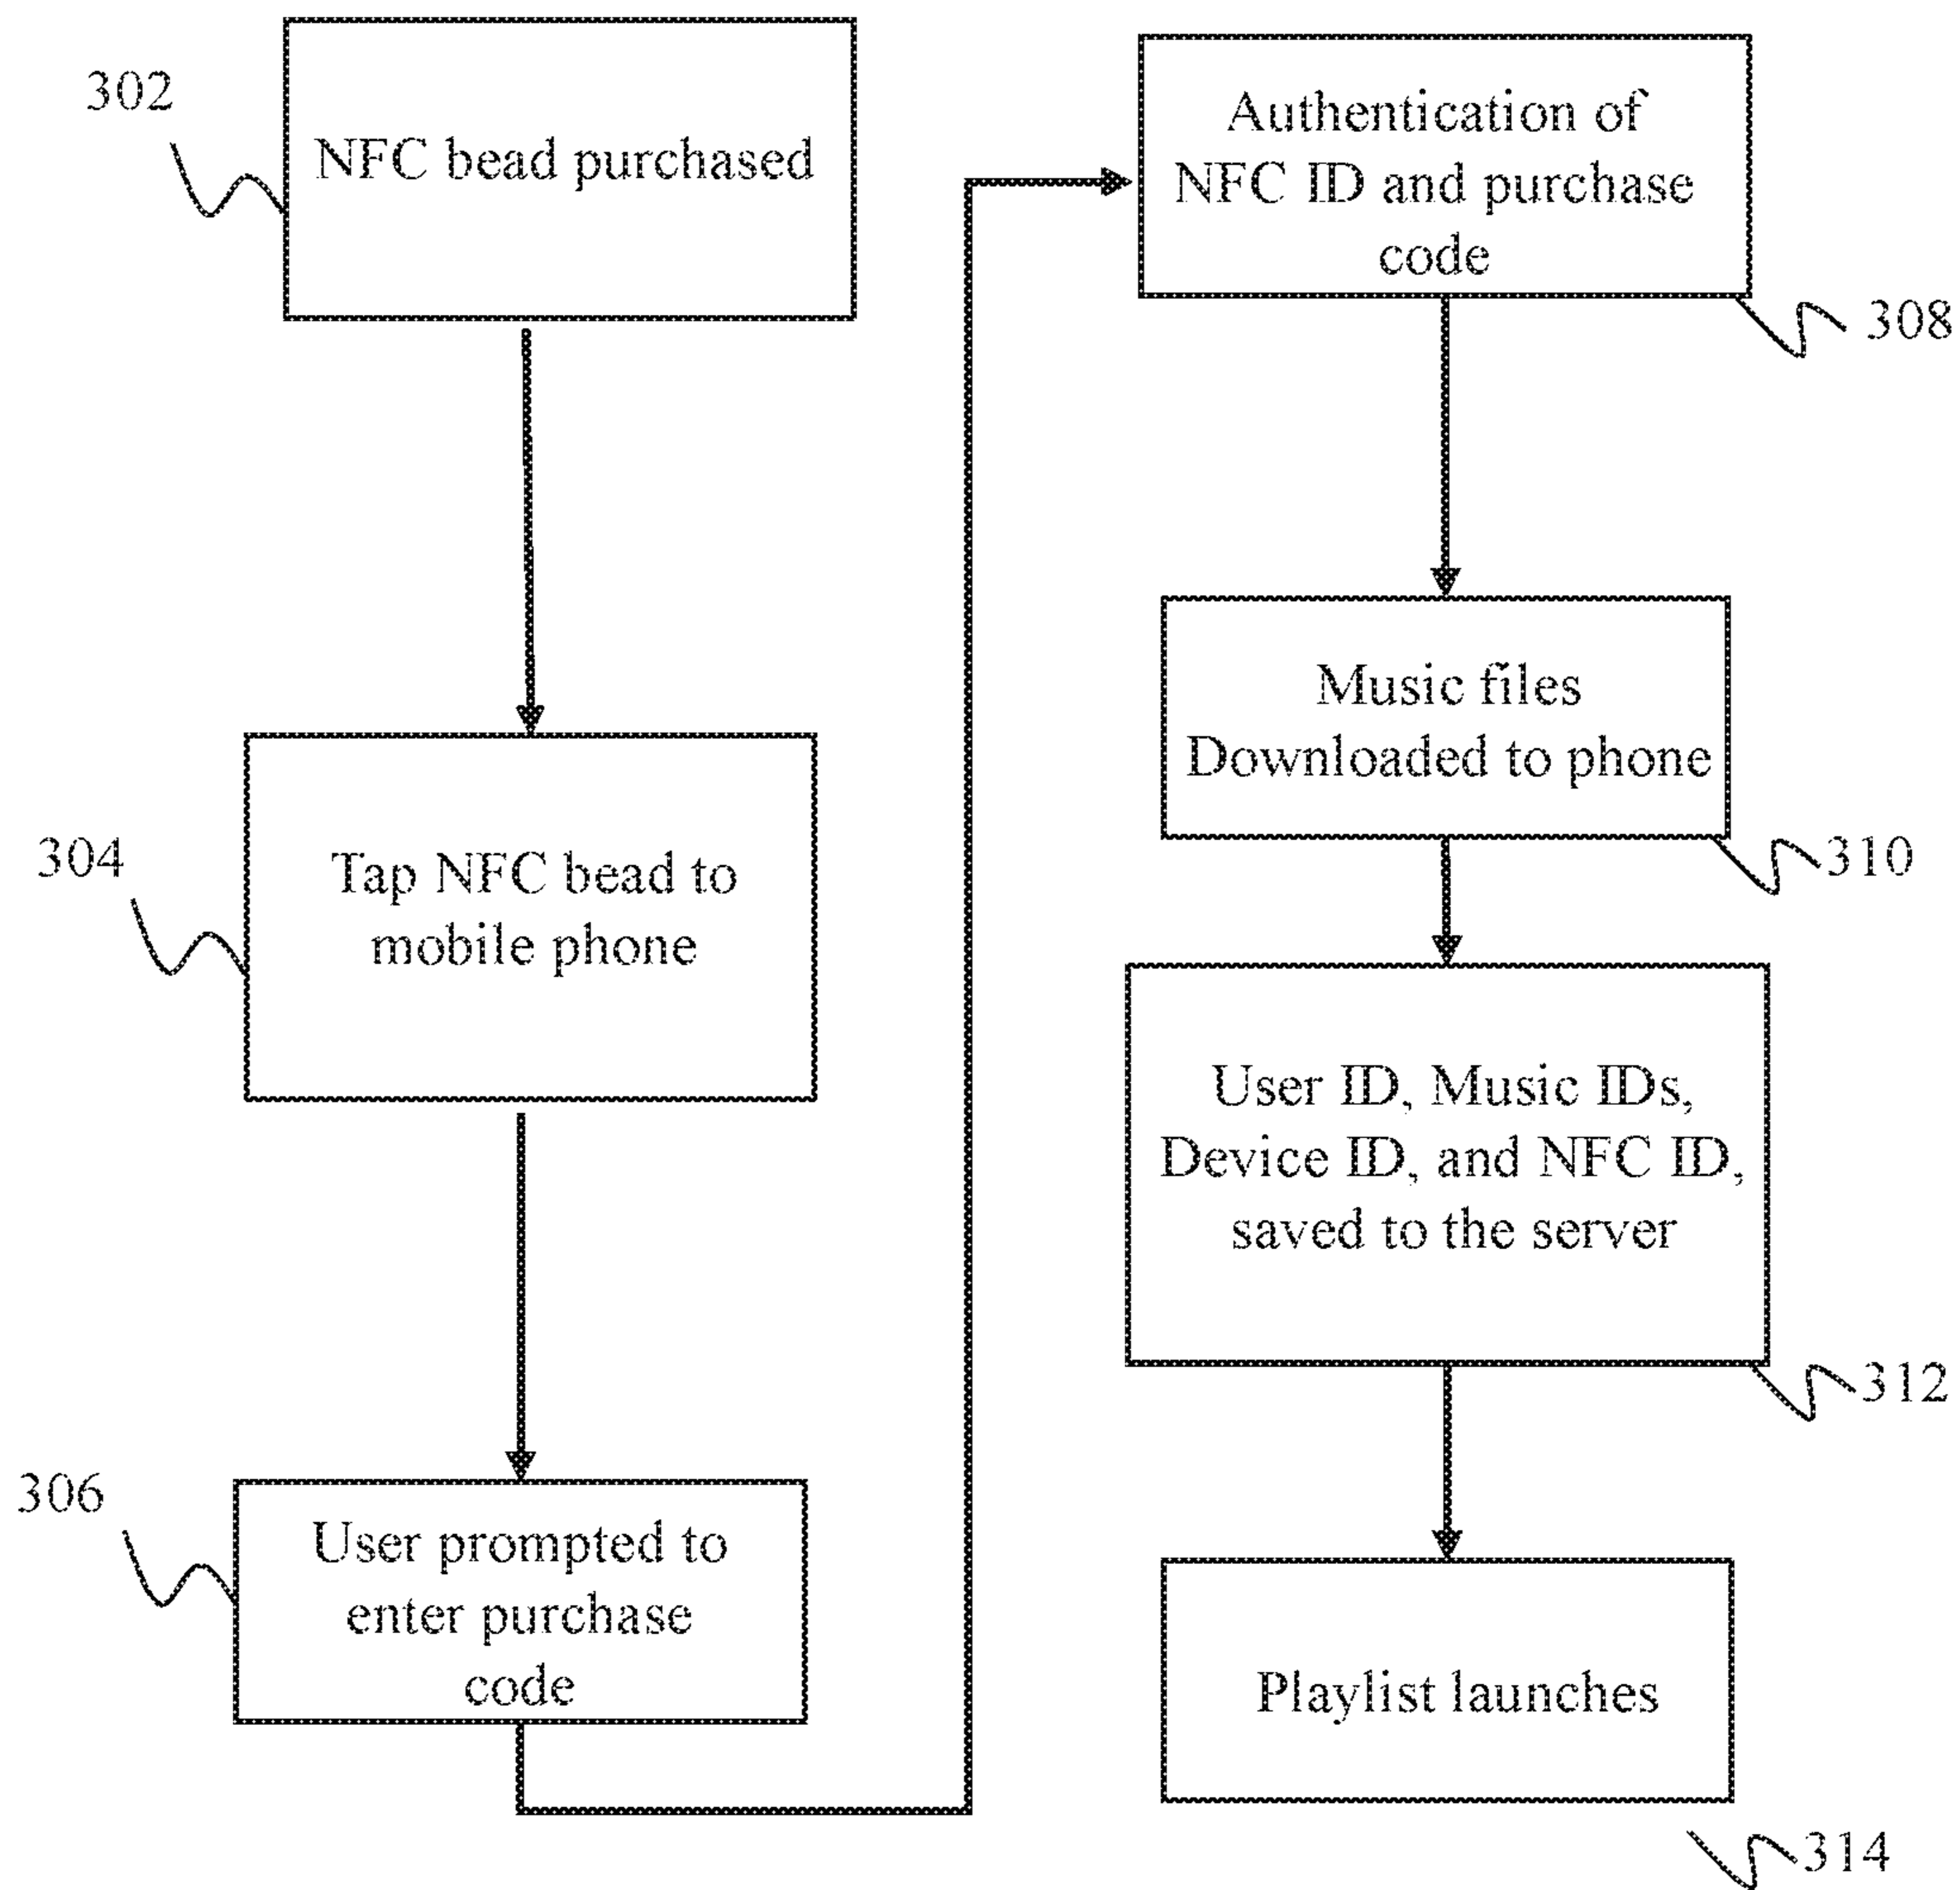 302
NFC bead purchased
304
Tap NFC bead to
mobile phone
306
User prompted to
enter purchase
code
Authentication of
NFC ID and purchase
code
308
Music files
Downloaded to phone
310
User ID, Music IDs,
Device ID, and NFC ID,
saved to the server
312
Playlist launches
314